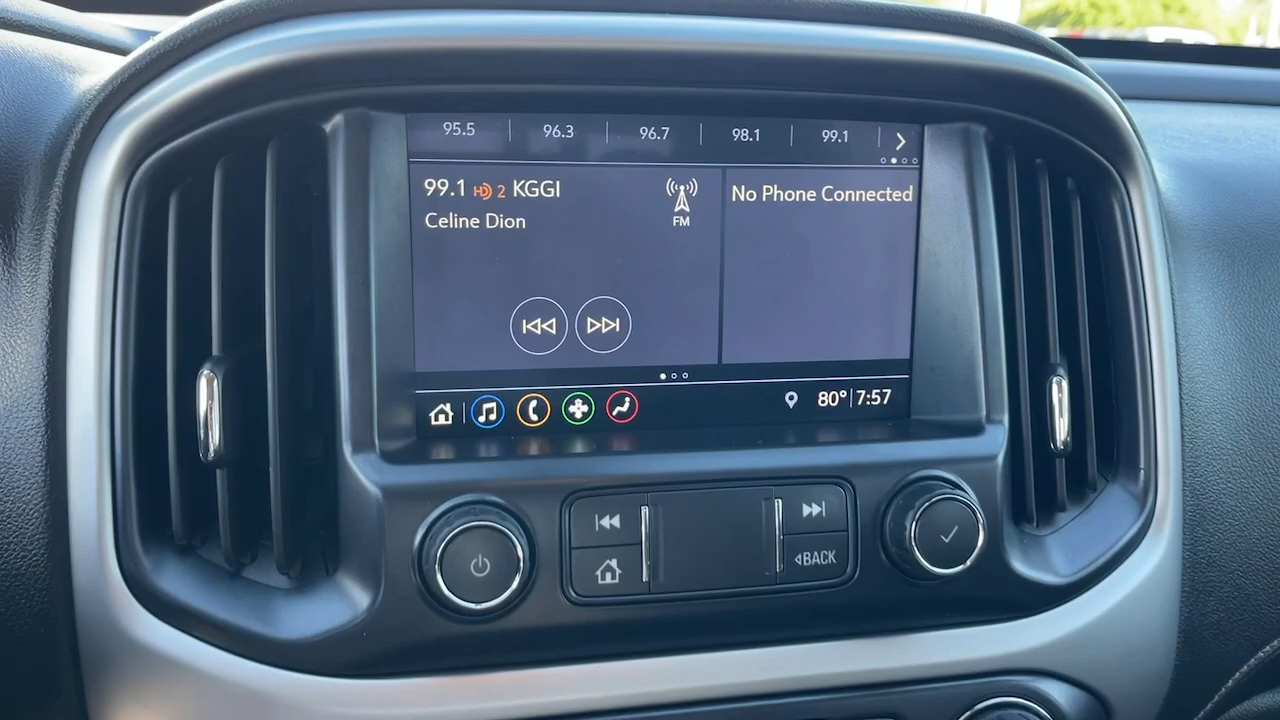 95.5 96.3 96.7 98.1 99.1
99.1 HD 2 KGGI
Celine Dion
FM
No Phone Connected
80° 7:57
BACK